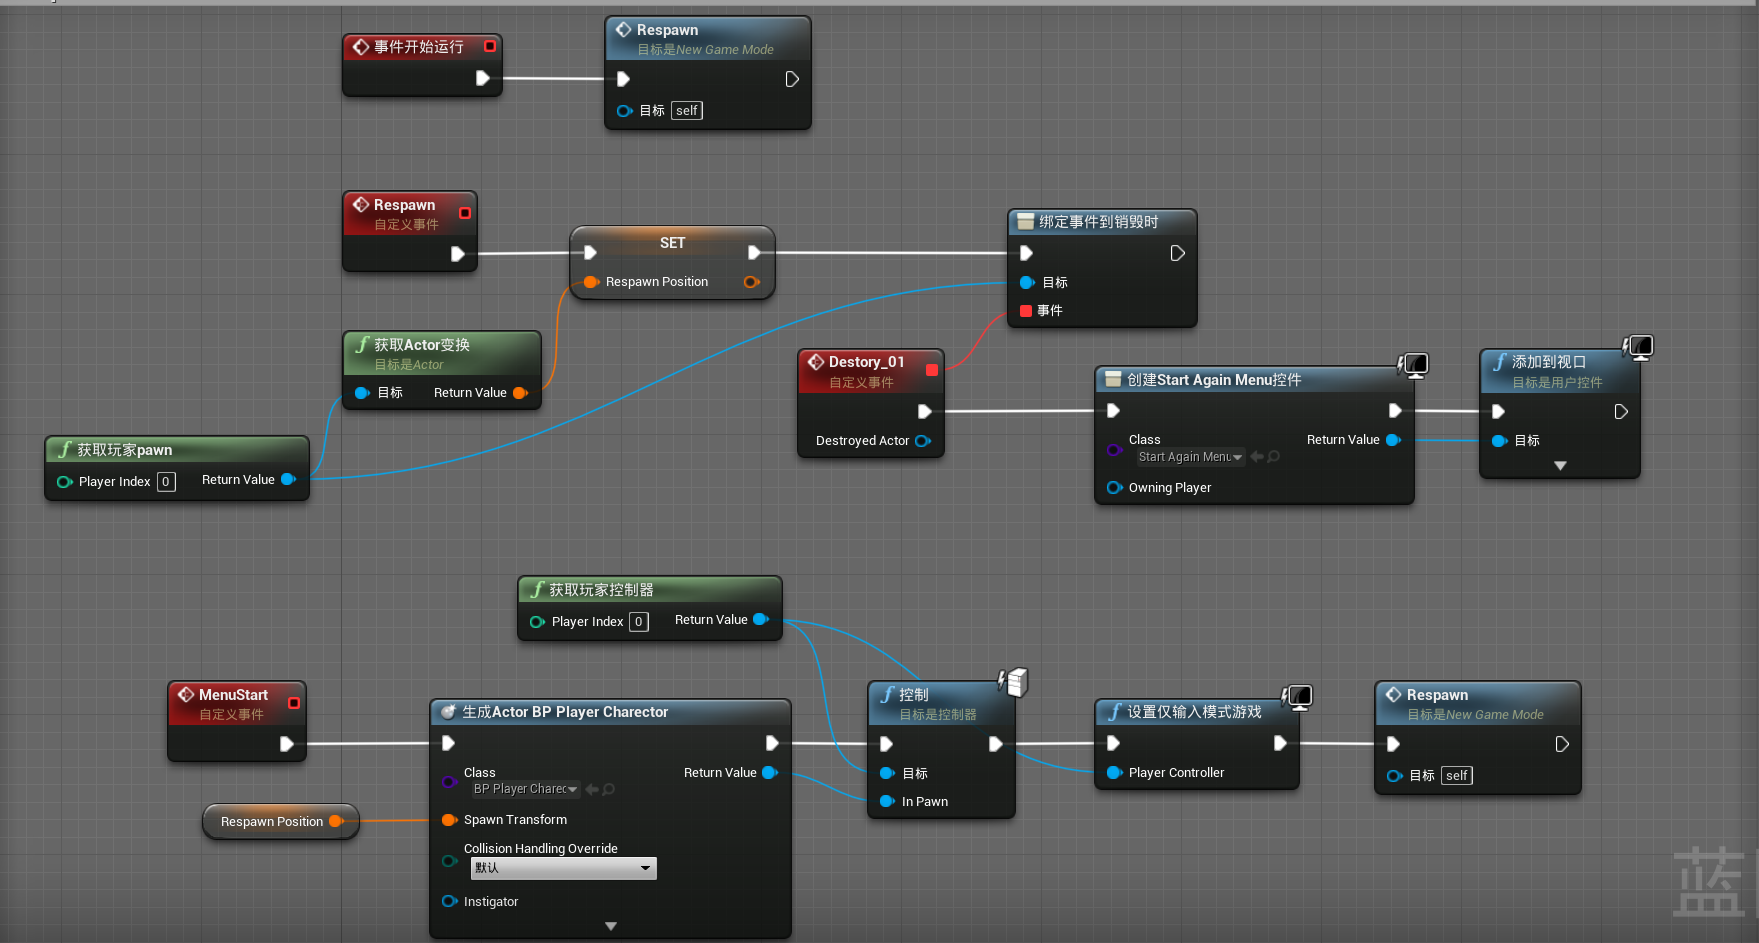 事件开始运行
Respawn
目标是New Game Mode
目标 self
Respawn
自定义事件
SET
Respawn Position
绑定事件到销毁时
目标
事件
获取Actor变换
目标是Actor
目标 Return Value
获取玩家pawn
Player Index 0 Return Value
Destory_01
自定义事件
Destroyed Actor
创建Start Again Menu控件
Class Return Value
Start Again Menu
Owning Player
添加到视口
目标是用户控件
目标
获取玩家控制器
Player Index 0 Return Value
MenuStart
自定义事件
Respawn Position
生成Actor BP Player Charector
Class Return Value
BP Player Charec
Spawn Transform
Collision Handling Override
默认
Instigator
控制
目标是控制器
目标
In Pawn
设置仅输入模式游戏
Player Controller
Respawn
目标是New Game Mode
目标 self
蓝